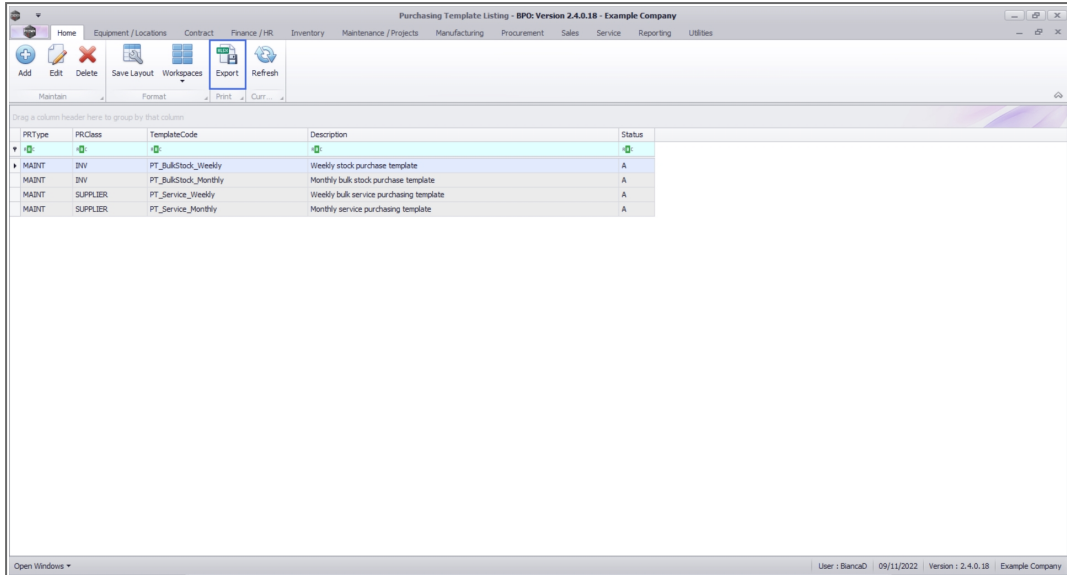 Purchasing Template Listing - BPO: Version 2.4.0.18 - Example Company
Home Equipment / Locations Contract Finance / HR Inventory Maintenance / Projects Manufacturing Procurement Sales Service Reporting Utilities
Add Edit Delete Save Layout Workspaces Export Refresh
Maintain Format Print Curr...
Drag a column header here to group by that column
PRType PRClass TemplateCode Description Status
MAINT INV PT_BulkStock_Weekly Weekly stock purchase template A
MAINT INV PT_BulkStock_Monthly Monthly bulk stock purchase template A
MAINT SUPPLIER PT_Service_Weekly Weekly bulk service purchasing template A
MAINT SUPPLIER PT_Service_Monthly Monthly service purchasing template A
Open Windows User : BiancaD 09/11/2022 Version : 2.4.0.18 Example Company